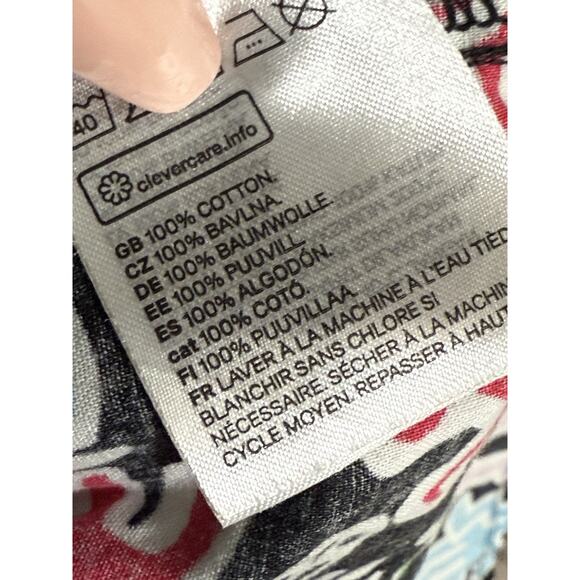 40
clevercare.info
GB 100% COTTON.
CZ 100% BAVLNA.
DE 100% BAUMWOLLE.
EE 100% PUUVILL.
ES 100% ALGODÓN.
cat 100% COTÓ.
FI 100% PUUVILLAA.
FR LAVER À LA MACHINE À L'EAU TIÈD
BLANCHIR SANS CHLORE SI
NÉCESSAIRE. SÉCHER À LA MACHIN
CYCLE MOYEN. REPASSER À HAUT